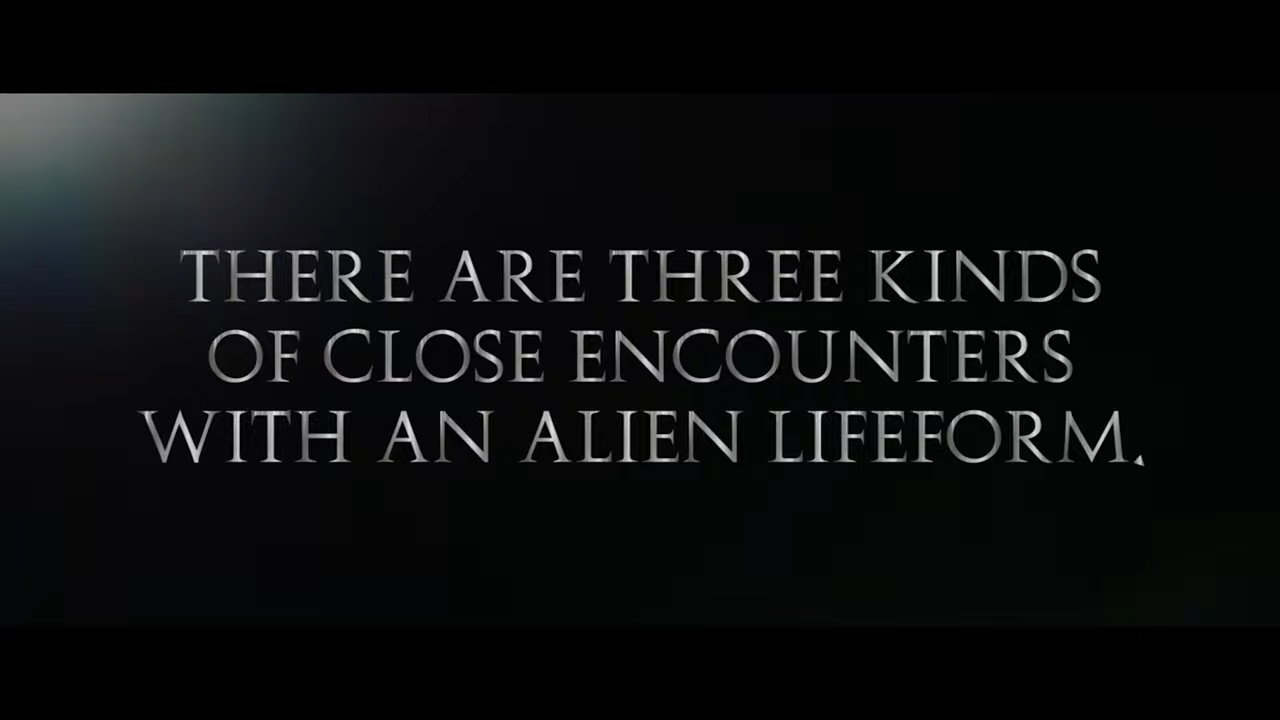 THERE ARE THREE KINDS
OF CLOSE ENCOUNTERS
WITH AN ALIEN LIFEFORM.